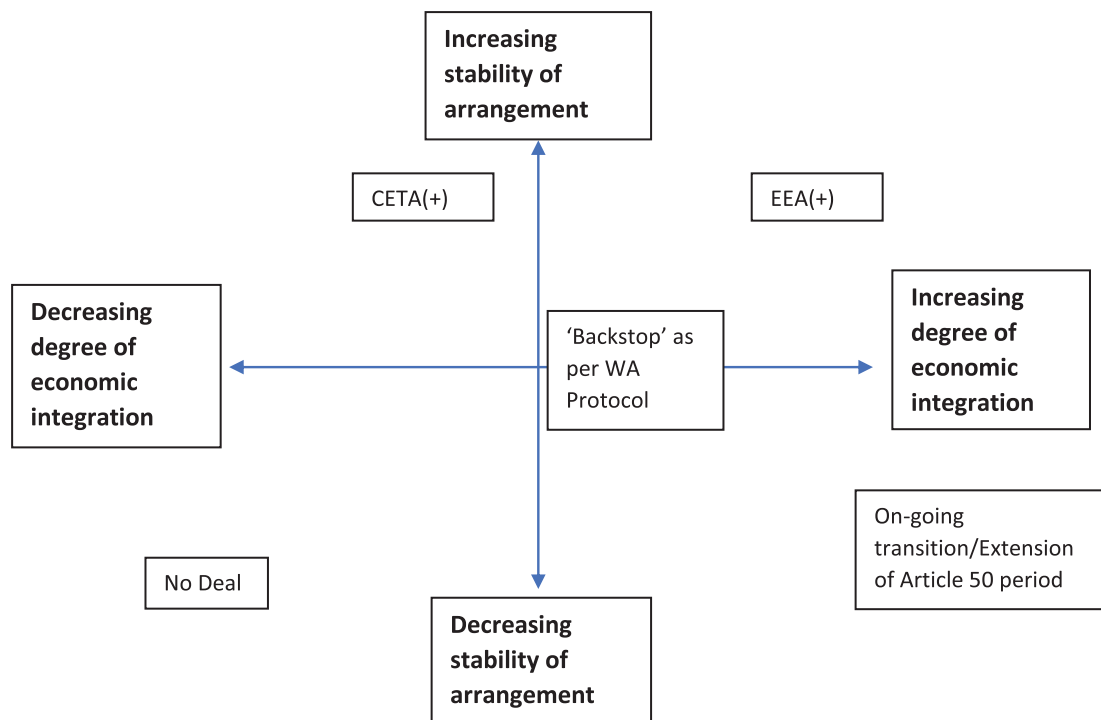 Increasing
stability of
arrangement
CETA(+)
EEA(+)
Decreasing
degree of
economic
integration
‘Backstop’ as
per WA
Protocol
Increasing
degree of
economic
integration
On-going
transition/Extension
of Article 50 period
No Deal
Decreasing
stability of
arrangement